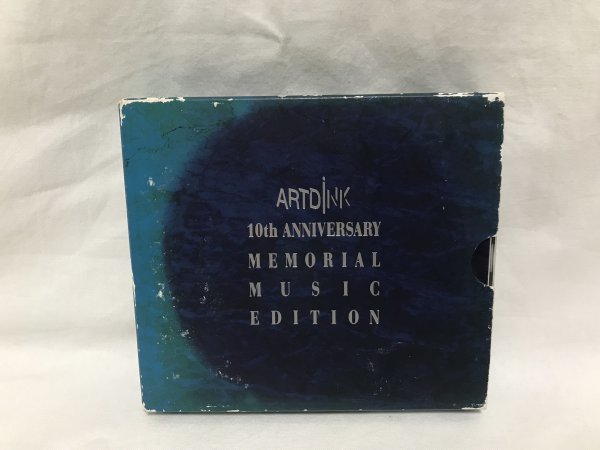 ARTDINK
10th ANNIVERSARY
MEMORIAL
MUSIC
EDITION